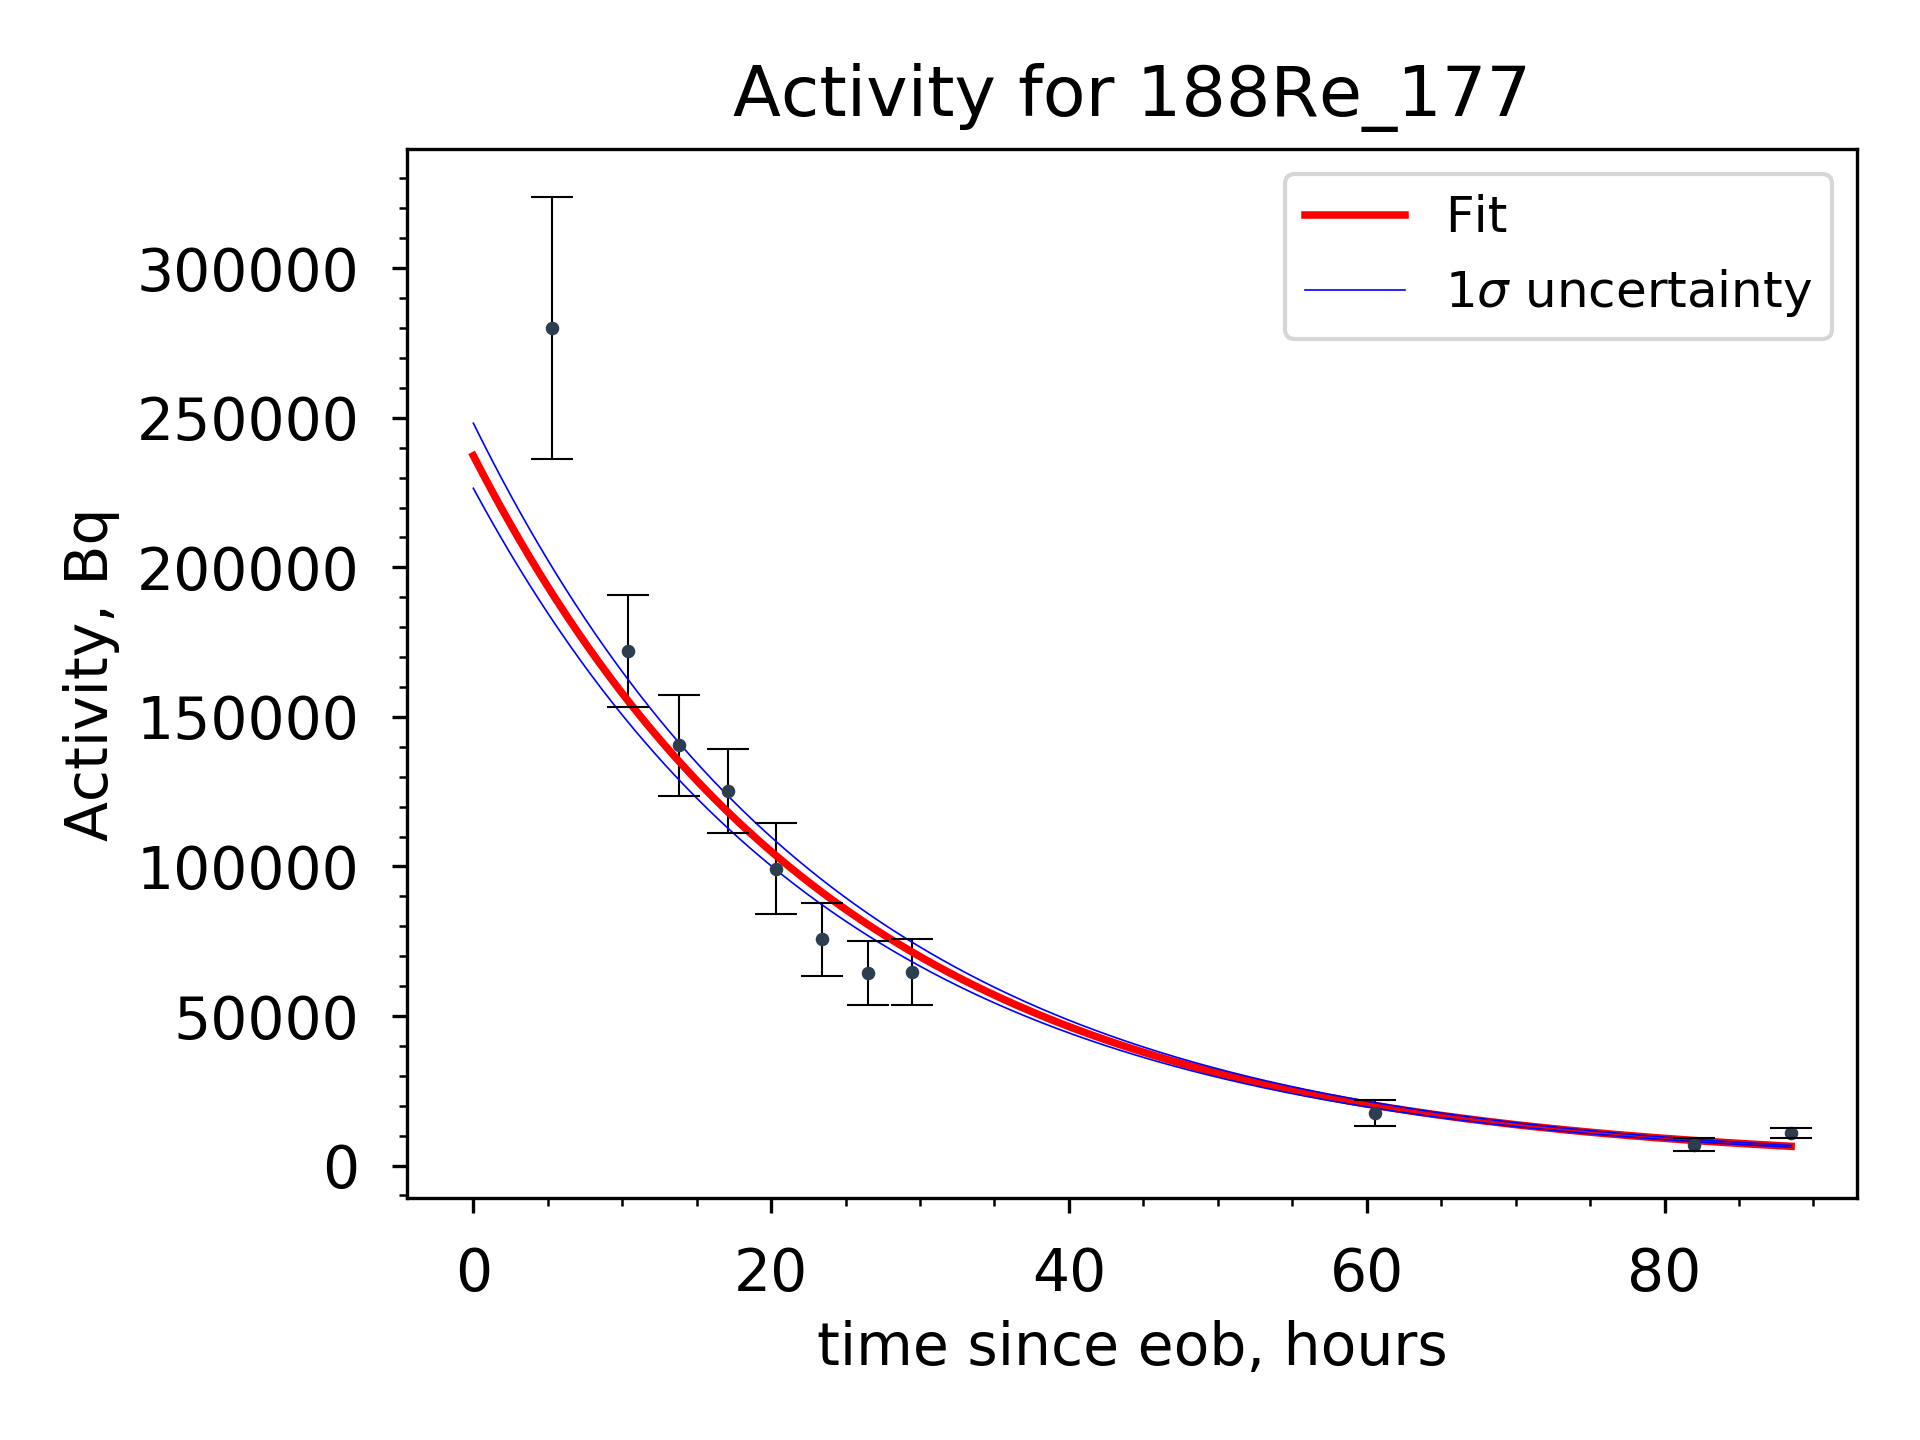 Activity for 188Re_177
Fit
1σ uncertainty
Activity, Bq
300000
250000
200000
150000
100000
50000
0
0 20 40 60 80
time since eob, hours